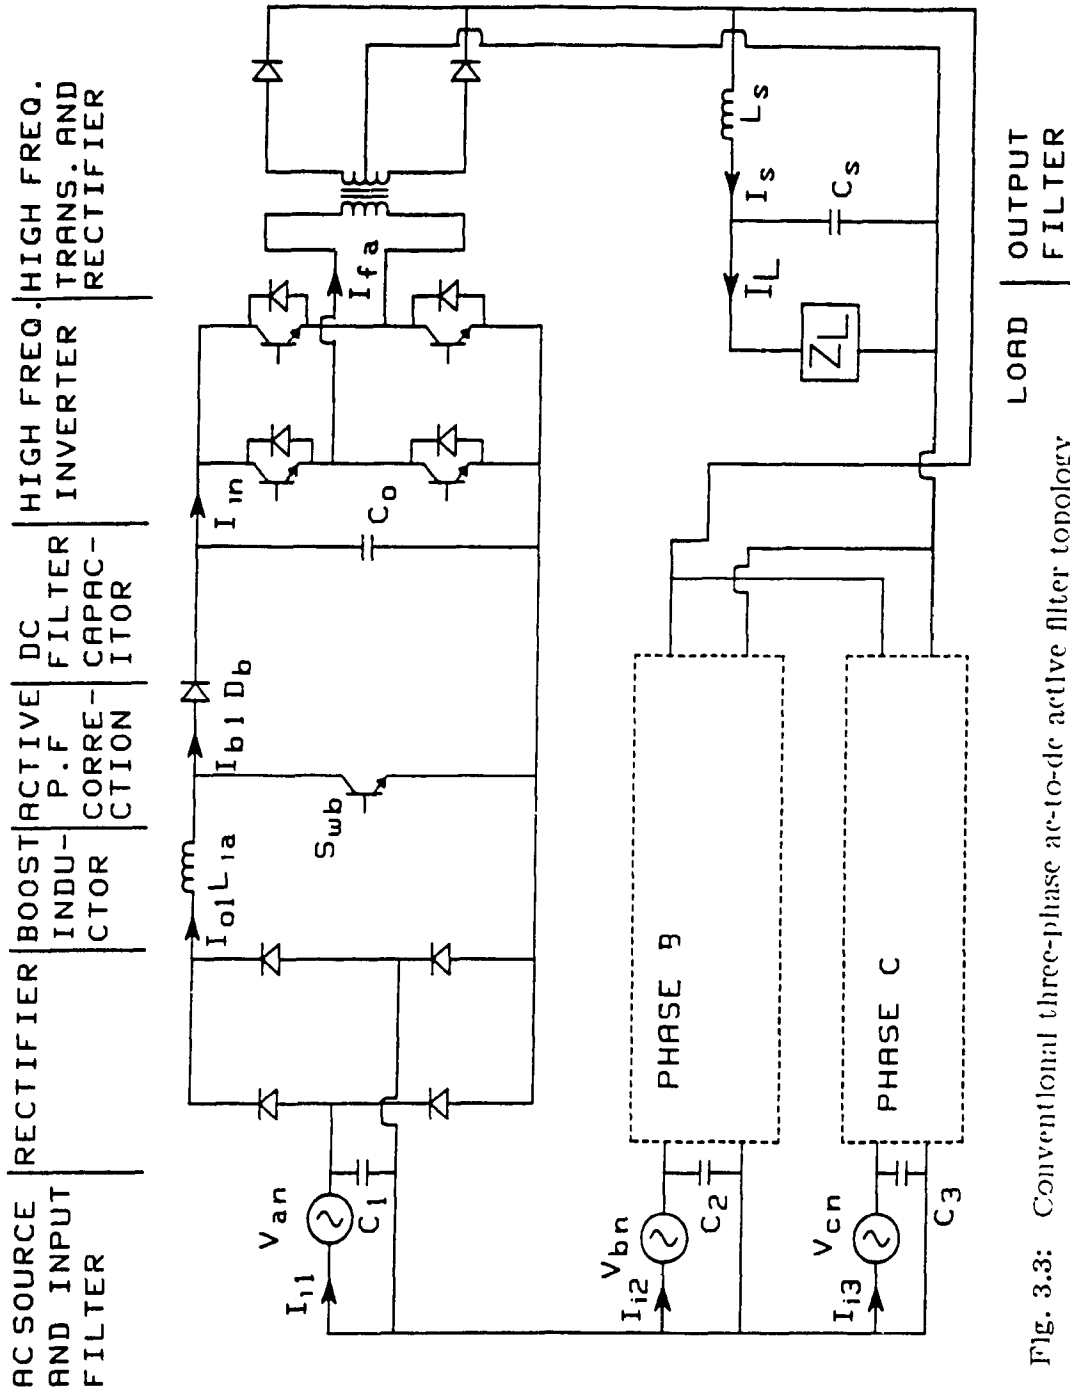 AC SOURCE
AND INPUT
FILTER
RECTIFIER
BOOST
INDU-
CTOR
ACTIVE
P.F
CORRE-
CTION
DC
FILTER
CAPAC-
ITOR
HIGH FREQ.
INVERTER
HIGH FREQ.
TRANS. AND
RECTIFIER
Van
Ii1
C1
Io1
L1a
Swb
Ib1
Db
Co
Iin
Ifa
Vbn
Ii2
C2
PHASE B
Vcn
Ii3
C3
PHASE C
Ls
Is
Cs
IL
ZL
LOAD
OUTPUT
FILTER
Fig. 3.3: Conventional three-phase ac-to-dc active filter topology